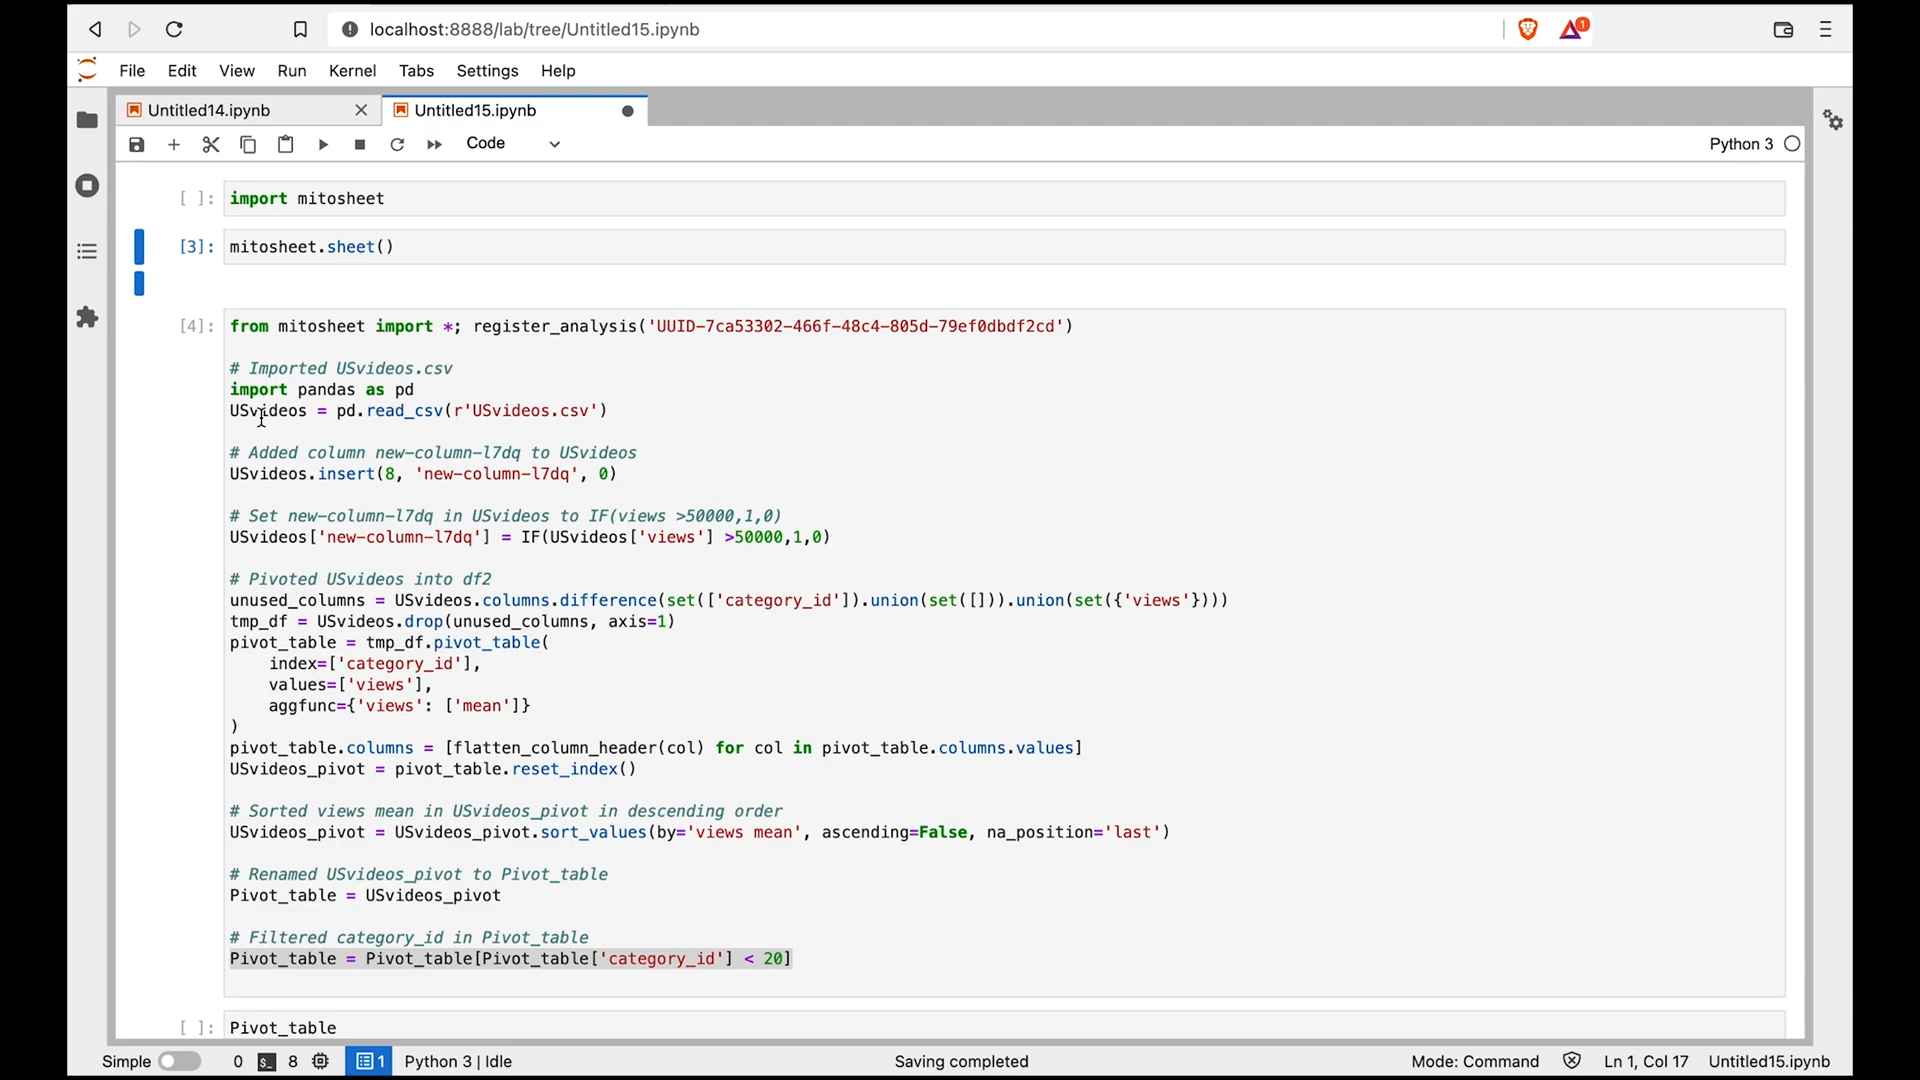 localhost:8888/lab/tree/Untitled15.ipynb
1
File Edit View Run Kernel Tabs Settings Help
Untitled14.ipynb
Untitled15.ipynb
Code
Python 3
[ ]: import mitosheet
[3]: mitosheet.sheet()
[4]: from mitosheet import *; register_analysis('UUID-7ca53302-466f-48c4-805d-79ef0dbdf2cd')
# Imported USvideos.csv
import pandas as pd
USvideos = pd.read_csv(r'USvideos.csv')
# Added column new-column-l7dq to USvideos
USvideos.insert(8, 'new-column-l7dq', 0)
# Set new-column-l7dq in USvideos to IF(views >50000,1,0)
USvideos['new-column-l7dq'] = IF(USvideos['views'] >50000,1,0)
# Pivoted USvideos into df2
unused_columns = USvideos.columns.difference(set(['category_id']).union(set([])).union(set({'views'})))
tmp_df = USvideos.drop(unused_columns, axis=1)
pivot_table = tmp_df.pivot_table(
    index=['category_id'],
    values=['views'],
    aggfunc={'views': ['mean']}
)
pivot_table.columns = [flatten_column_header(col) for col in pivot_table.columns.values]
USvideos_pivot = pivot_table.reset_index()
# Sorted views mean in USvideos_pivot in descending order
USvideos_pivot = USvideos_pivot.sort_values(by='views mean', ascending=False, na_position='last')
# Renamed USvideos_pivot to Pivot_table
Pivot_table = USvideos_pivot
# Filtered category_id in Pivot_table
Pivot_table = Pivot_table[Pivot_table['category_id'] < 20]
[ ]: Pivot_table
Simple 0 8 1 Python 3 | Idle Saving completed Mode: Command Ln 1, Col 17 Untitled15.ipynb